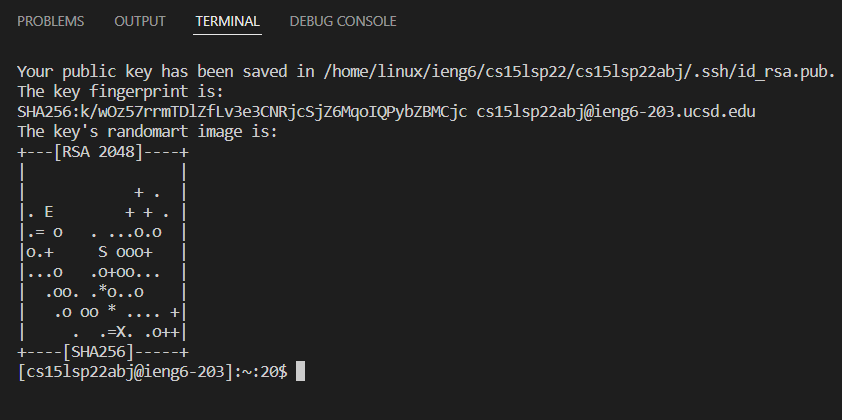 PROBLEMS OUTPUT TERMINAL DEBUG CONSOLE
Your public key has been saved in /home/linux/ieng6/cs15lsp22/cs15lsp22abj/.ssh/id_rsa.pub.
The key fingerprint is:
SHA256:k/wOz57rrmTDlZfLv3e3CNRjcSjZ6MqoIQPybZBMCjc cs15lsp22abj@ieng6-203.ucsd.edu
The key's randomart image is:
+---[RSA 2048]----+
|                 |
|            + .  |
|. E        + + . |
|.= o   . ...o.o  |
|o.+     S ooo+   |
|...o   .o+oo...  |
|  .oo. .*o..o    |
|   .o oo * .... +|
|     .  .=X. .o++|
+----[SHA256]-----+
[cs15lsp22abj@ieng6-203]:~:20$